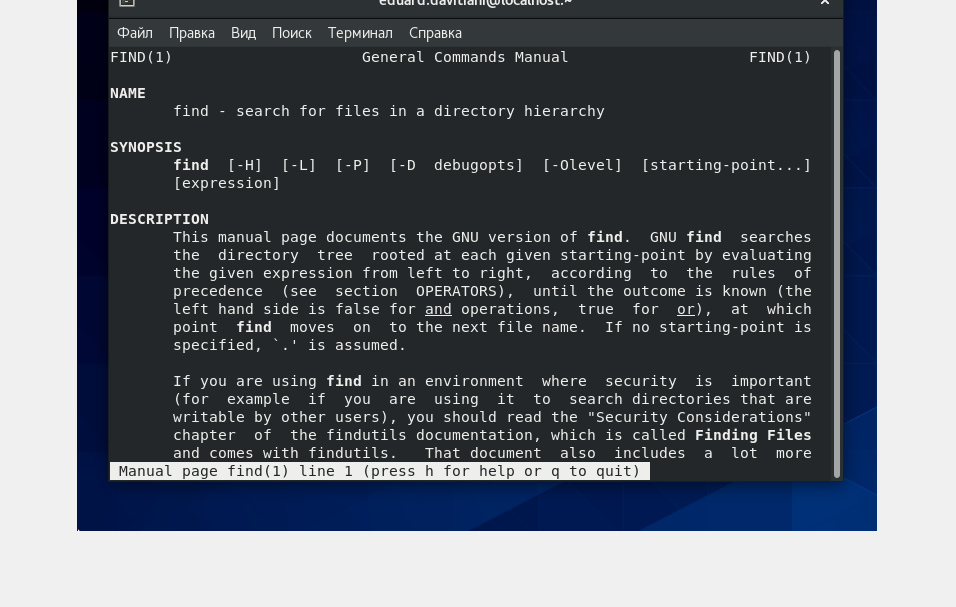 eduard.davitiani@localhost:~
Файл Правка Вид Поиск Терминал Справка
FIND(1) General Commands Manual FIND(1)
NAME
find - search for files in a directory hierarchy
SYNOPSIS
find [-H] [-L] [-P] [-D debugopts] [-Olevel] [starting-point...]
[expression]
DESCRIPTION
This manual page documents the GNU version of find. GNU find searches
the directory tree rooted at each given starting-point by evaluating
the given expression from left to right, according to the rules of
precedence (see section OPERATORS), until the outcome is known (the
left hand side is false for and operations, true for or), at which
point find moves on to the next file name. If no starting-point is
specified, `.' is assumed.
If you are using find in an environment where security is important
(for example if you are using it to search directories that are
writable by other users), you should read the "Security Considerations"
chapter of the findutils documentation, which is called Finding Files
and comes with findutils. That document also includes a lot more
Manual page find(1) line 1 (press h for help or q to quit)